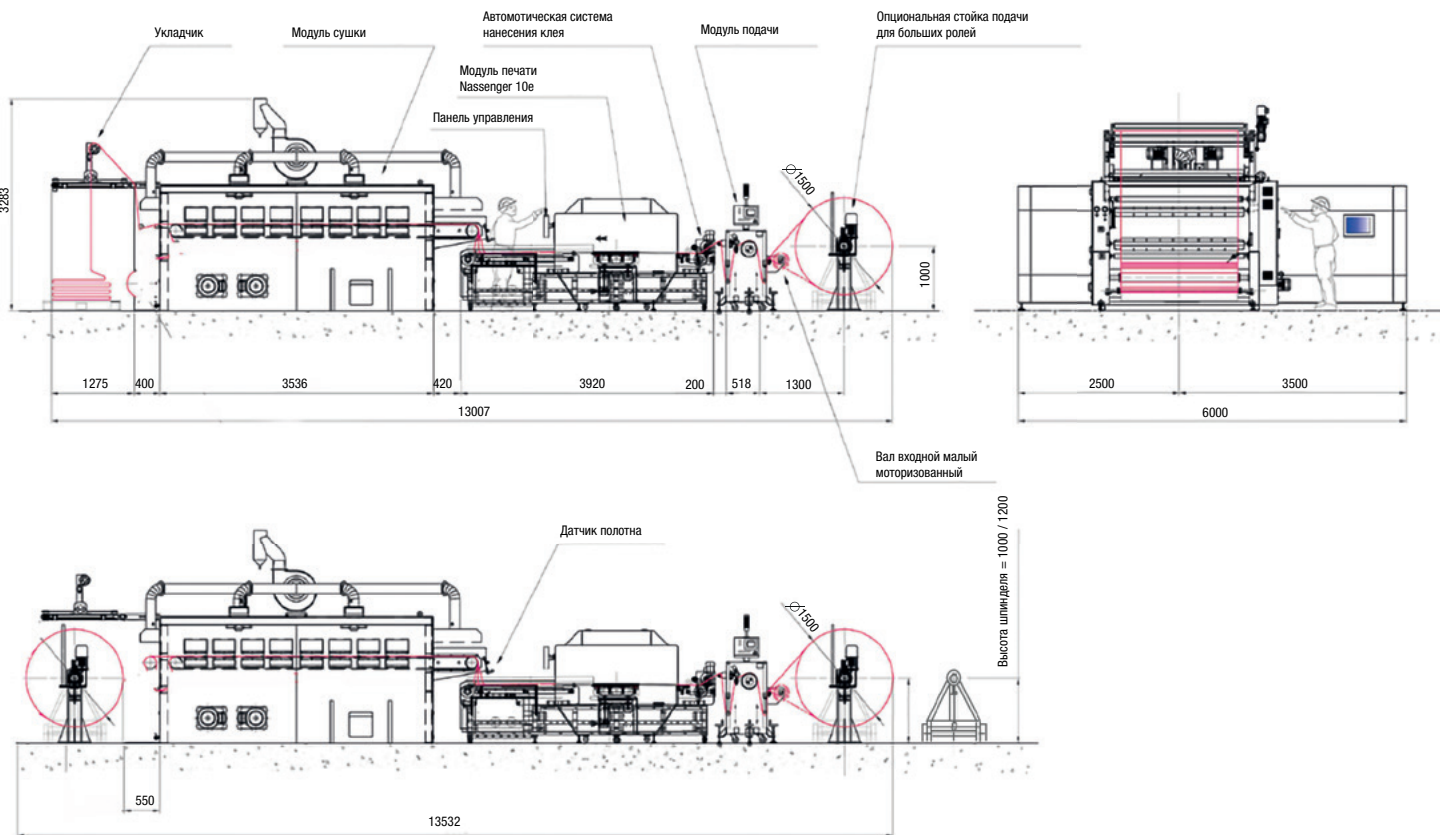 Укладчик
Модуль сушки
Автомотическая система
нанесения клея
Модуль печати
Nassenger 10e
Панель управления
Модуль подачи
Опциональная стойка подачи
для больших ролей
3283
∅1500
1000
1275
400
3536
420
3920
200
518
1300
13007
2500
3500
6000
Вал входной малый
моторизованный
Датчик полотна
∅1500
Высота шпинделя = 1000 / 1200
550
13532